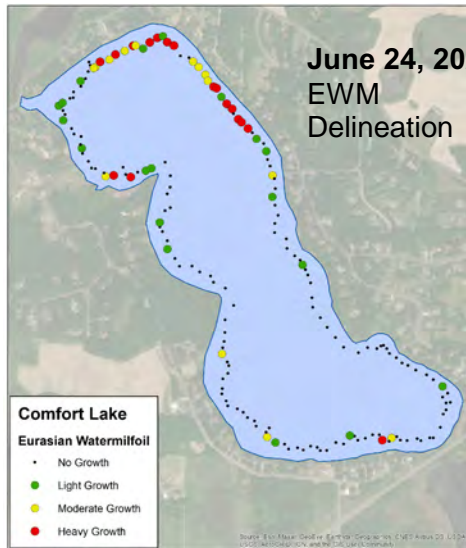 June 24, 20
EWM
Delineation
Comfort Lake
Eurasian Watermilfoil
No Growth
Light Growth
Moderate Growth
Heavy Growth